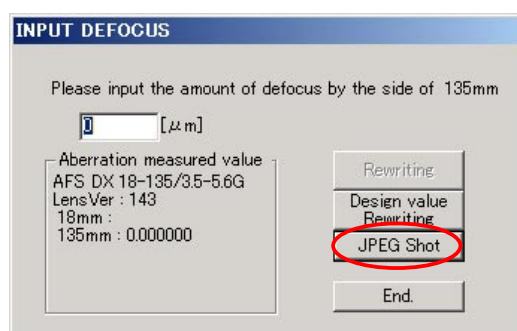 INPUT DEFOCUS
Please input the amount of defocus by the side of 135mm
0 [μm]
Aberration measured value
AFS DX 18-135/3.5-5.6G
LensVer : 143
18mm :
135mm : 0.000000
Rewriting
Design value
Rewriting
JPEG Shot
End.